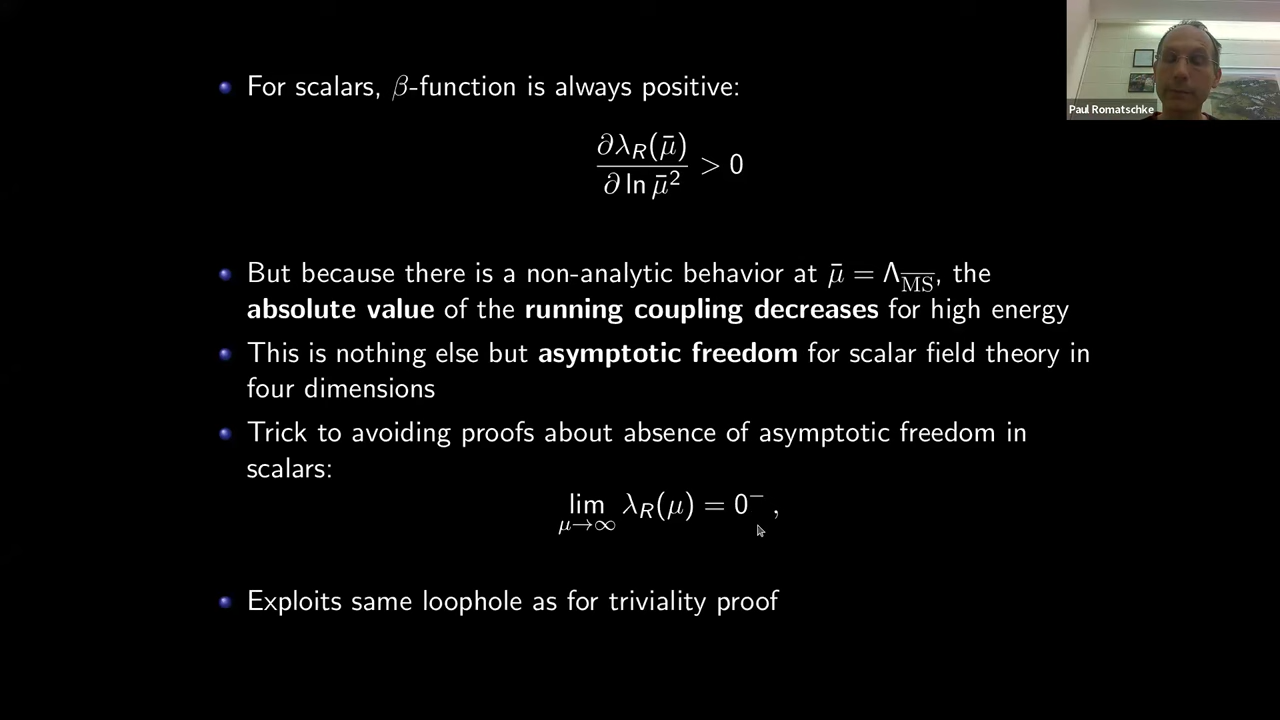 For scalars, β-function is always positive:
∂λ_R(μ̄)
∂ ln μ̄² > 0
But because there is a non-analytic behavior at μ̄ = Λ_{\overline{MS}}, the
absolute value of the running coupling decreases for high energy
This is nothing else but asymptotic freedom for scalar field theory in
four dimensions
Trick to avoiding proofs about absence of asymptotic freedom in
scalars:
lim_{μ→∞} λ_R(μ) = 0⁻ ,
Exploits same loophole as for triviality proof
Paul Romatschke